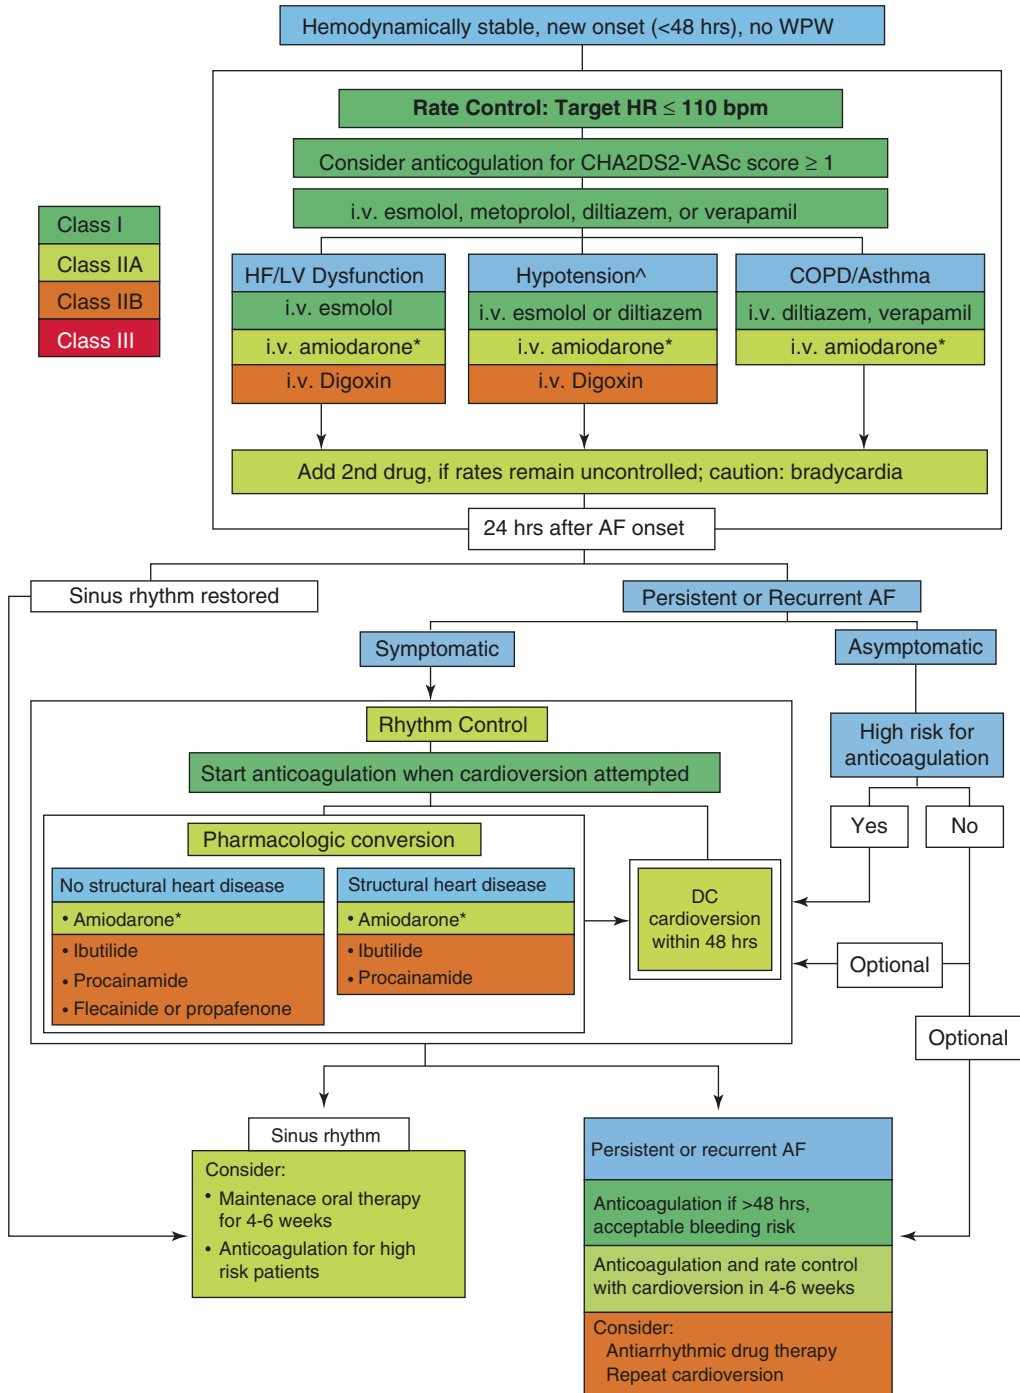 Hemodynamically stable, new onset (<48 hrs), no WPW
Rate Control: Target HR ≤ 110 bpm
Consider anticogulation for CHA2DS2-VASc score ≥ 1
i.v. esmolol, metoprolol, diltiazem, or verapamil
Class I
Class IIA
Class IIB
Class III
HF/LV Dysfunction
i.v. esmolol
i.v. amiodarone*
i.v. Digoxin
Hypotension^
i.v. esmolol or diltiazem
i.v. amiodarone*
i.v. Digoxin
COPD/Asthma
i.v. diltiazem, verapamil
i.v. amiodarone*
Add 2nd drug, if rates remain uncontrolled; caution: bradycardia
24 hrs after AF onset
Sinus rhythm restored
Persistent or Recurrent AF
Symptomatic
Asymptomatic
Rhythm Control
Start anticoagulation when cardioversion attempted
High risk for
anticoagulation
Yes
No
Pharmacologic conversion
No structural heart disease
• Amiodarone*
• Ibutilide
• Procainamide
• Flecainide or propafenone
Structural heart disease
• Amiodarone*
• Ibutilide
• Procainamide
DC
cardioversion
within 48 hrs
Optional
Optional
Sinus rhythm
Consider:
• Maintenace oral therapy
for 4-6 weeks
• Anticoagulation for high
risk patients
Persistent or recurrent AF
Anticoagulation if >48 hrs,
acceptable bleeding risk
Anticoagulation and rate control
with cardioversion in 4-6 weeks
Consider:
Antiarrhythmic drug therapy
Repeat cardioversion